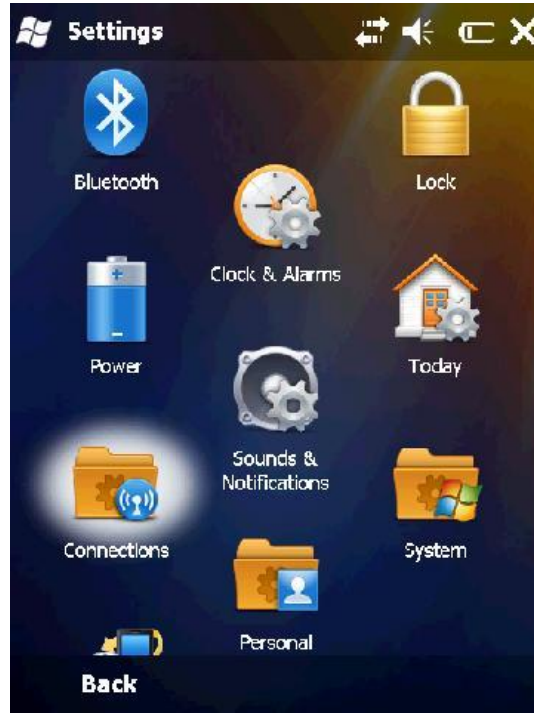 Settings
Bluetooth
Lock
Clock & Alarms
Power
Today
Sounds &
Notifications
Connections
System
Personal
Back